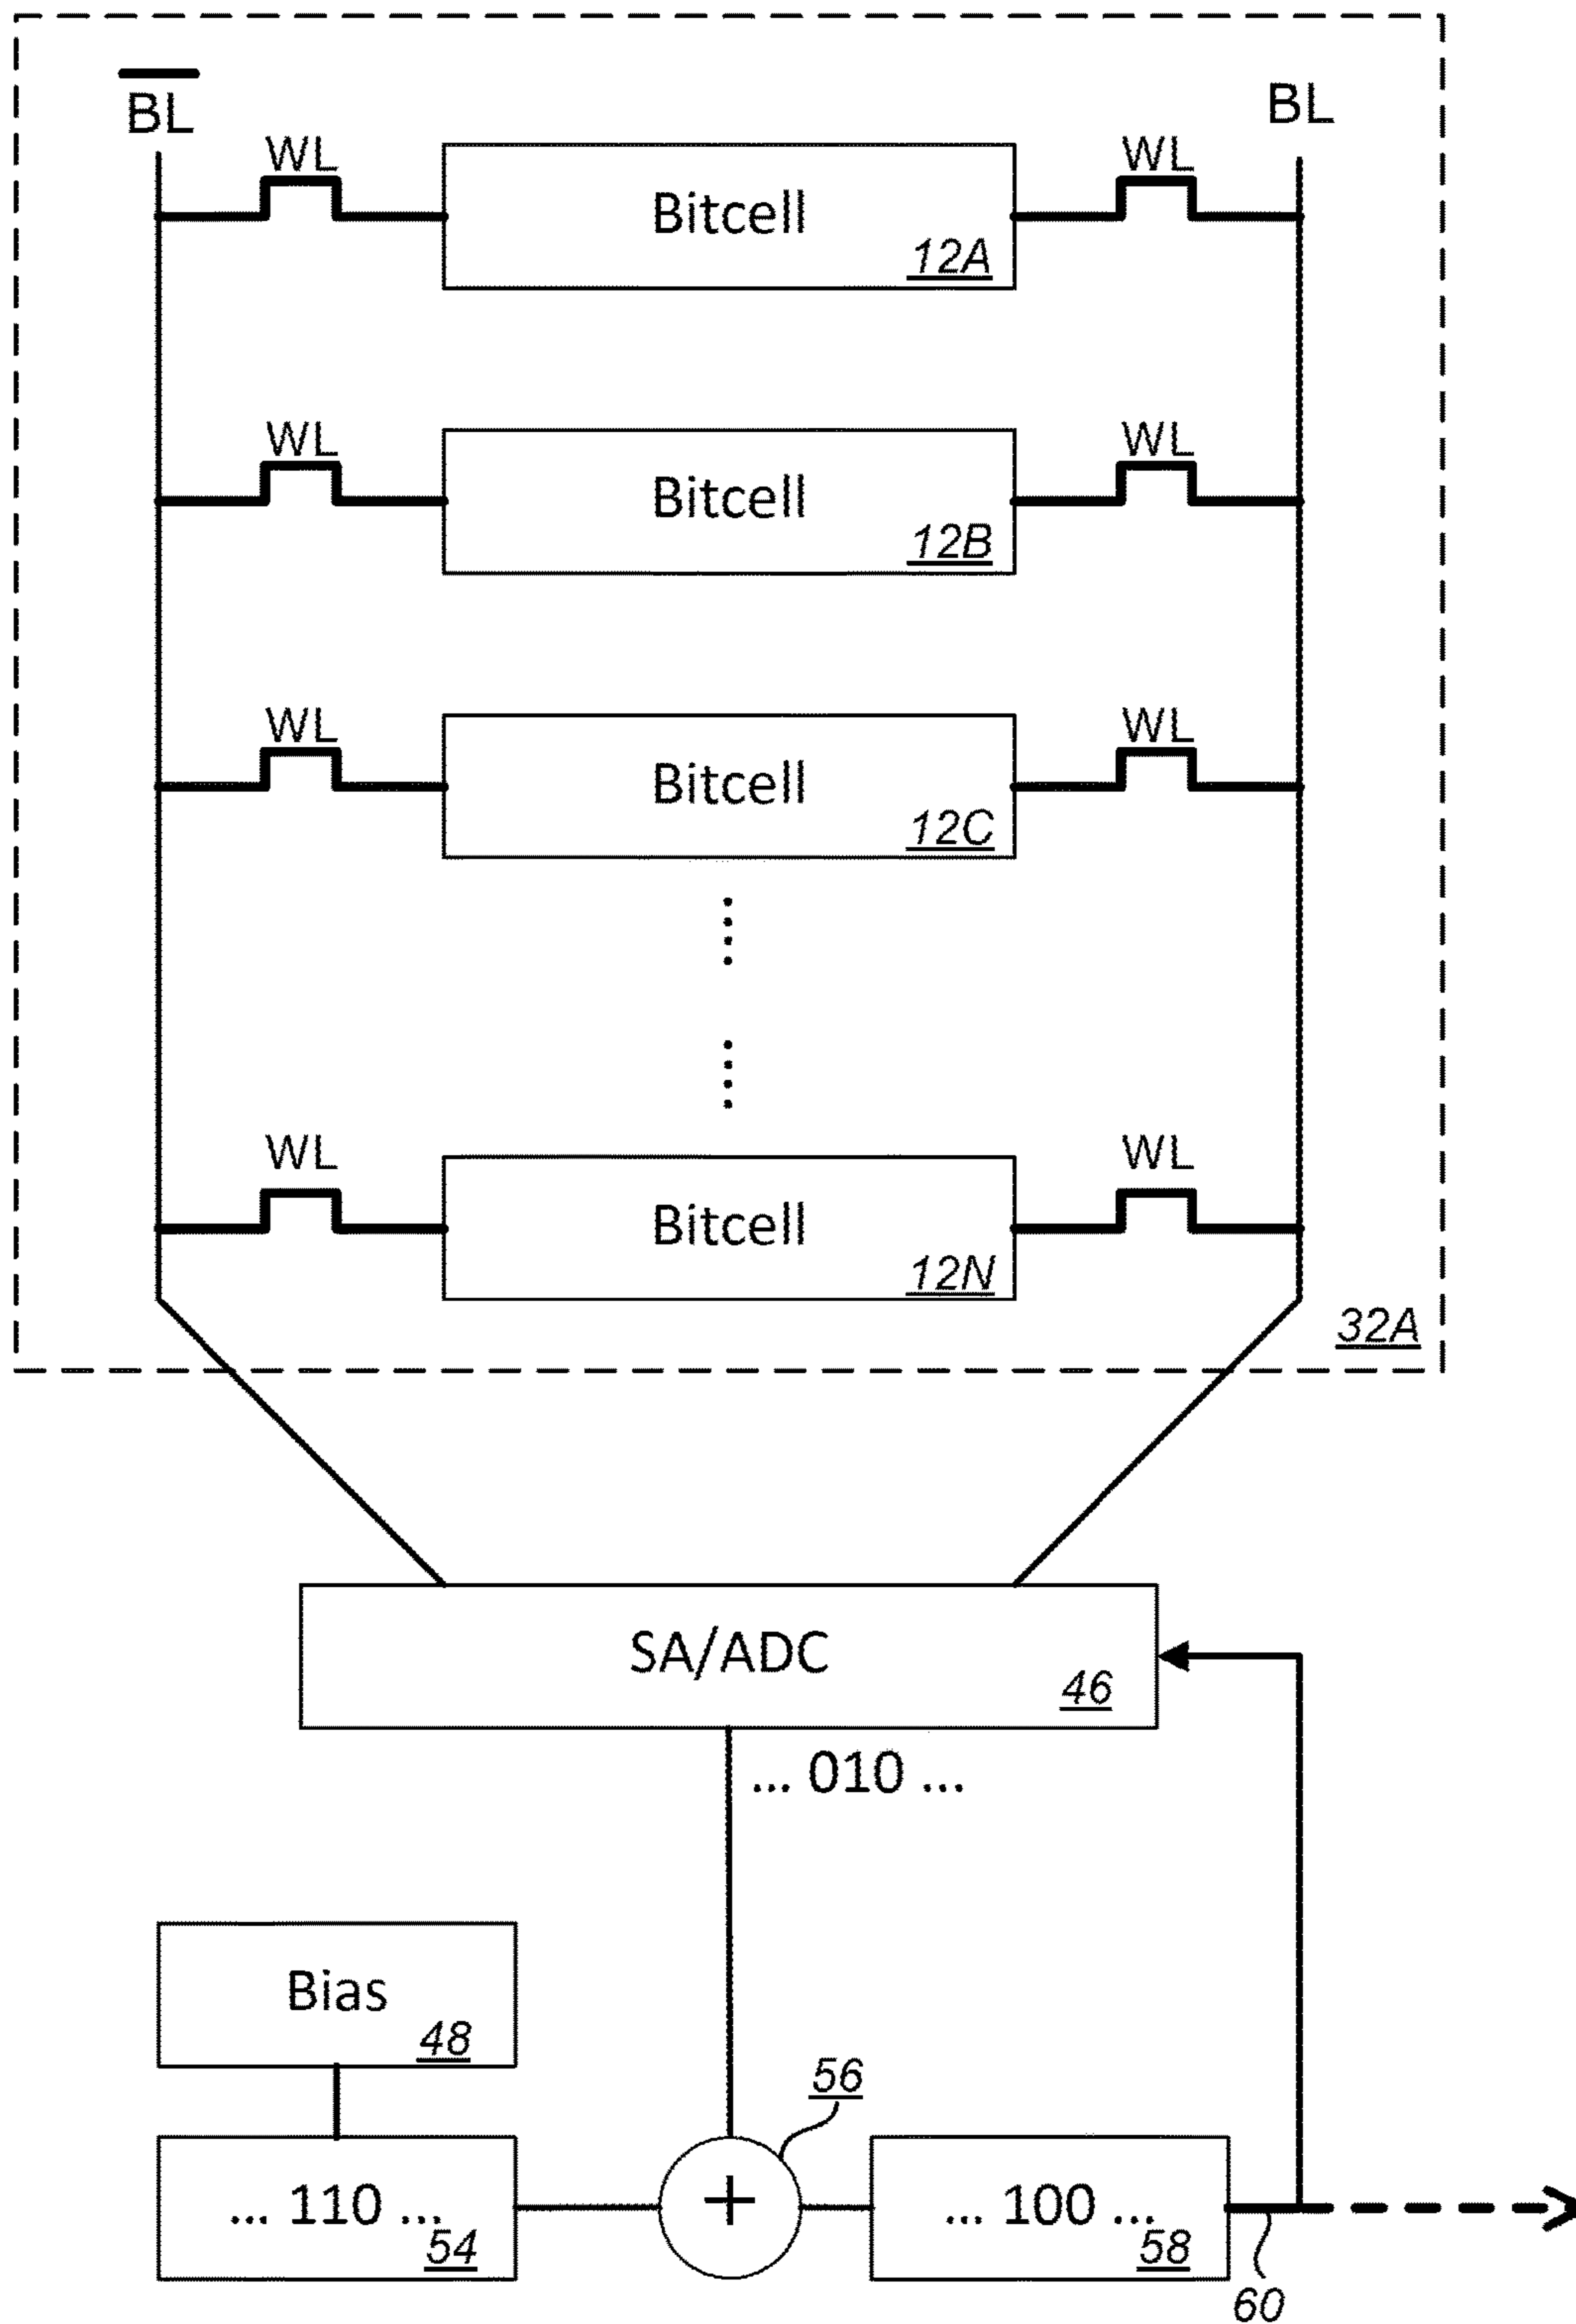 B̅L̅
BL
WL
WL
Bitcell
12A
WL
WL
Bitcell
12B
WL
WL
Bitcell
12C
WL
WL
Bitcell
12N
32A
SA/ADC
46
... 010 ...
Bias
48
56
+
... 110 ...
54
... 100 ...
58
60